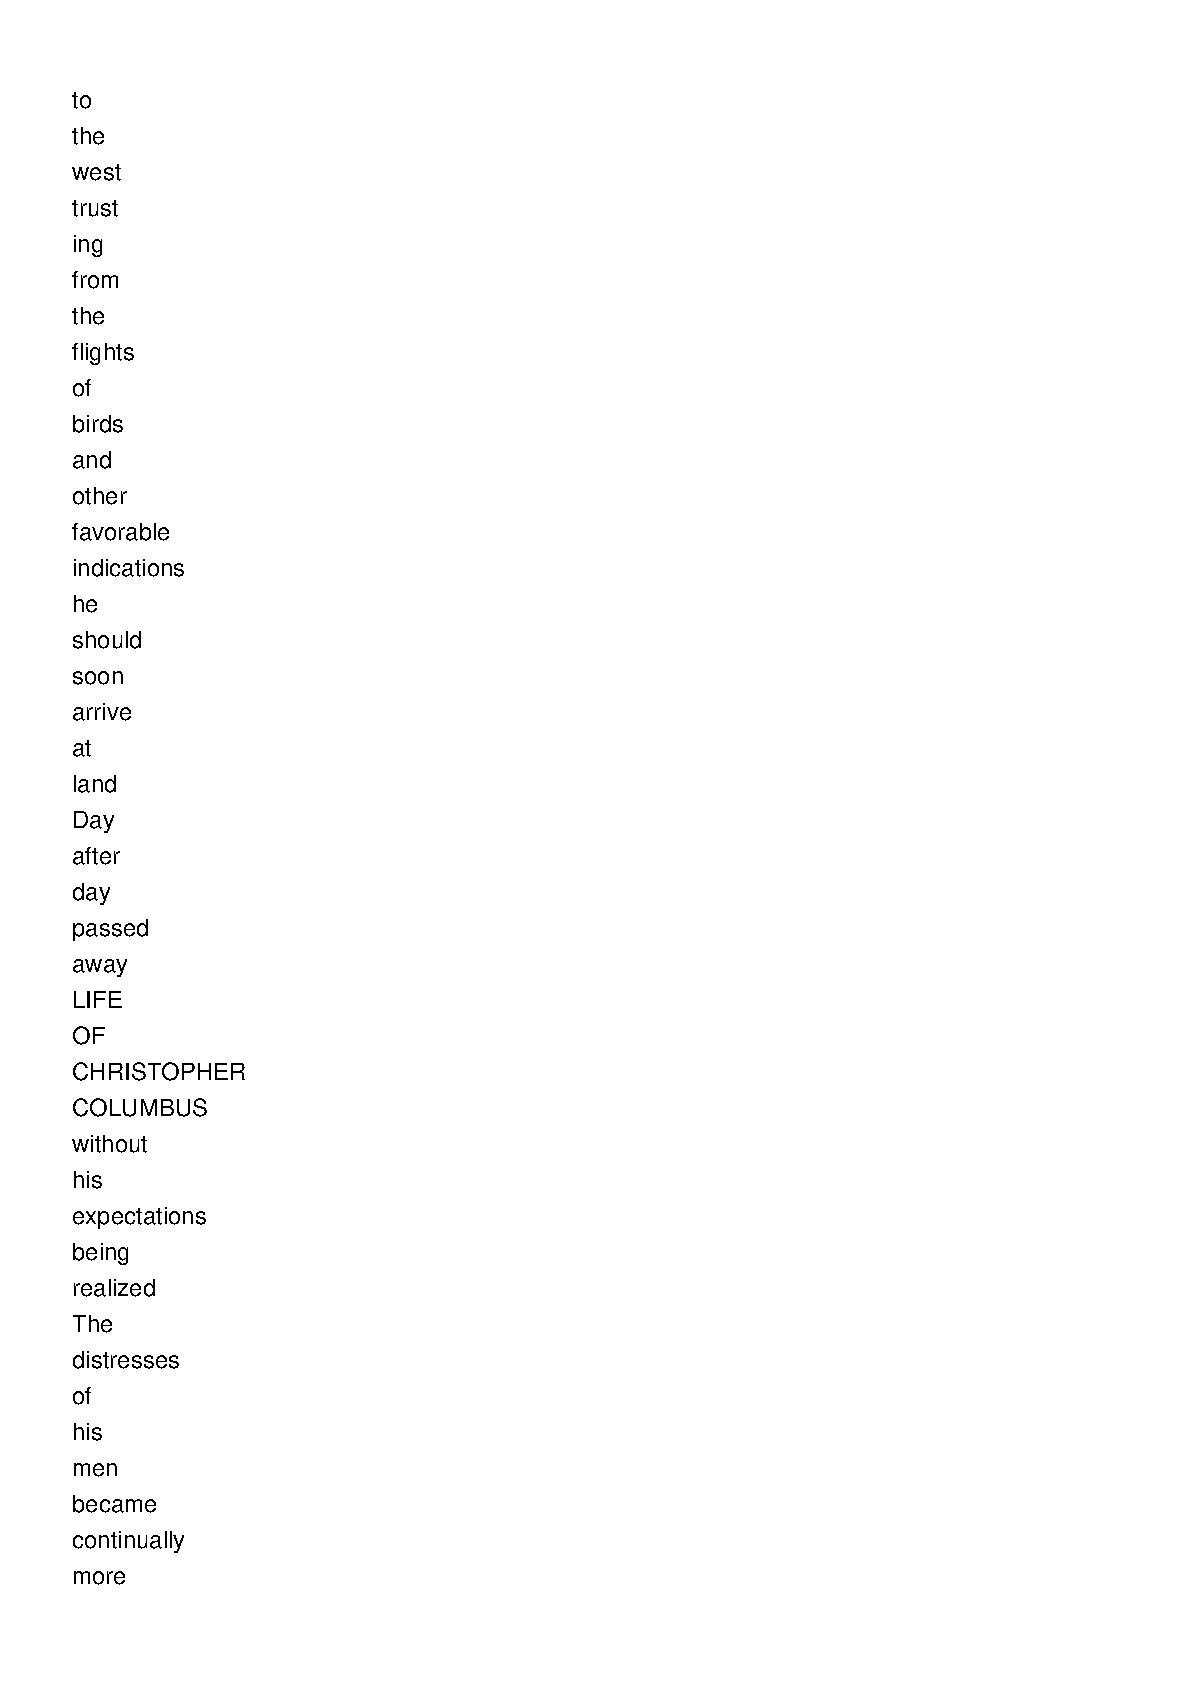 to
the
west
trust
ing
from
the
flights
of
birds
and
other
favorable
indications
he
should
soon
arrive
at
land
Day
after
day
passed
away
LIFE
OF
CHRISTOPHER
COLUMBUS
without
his
expectations
being
realized
The
distresses
of
his
men
became
continually
more